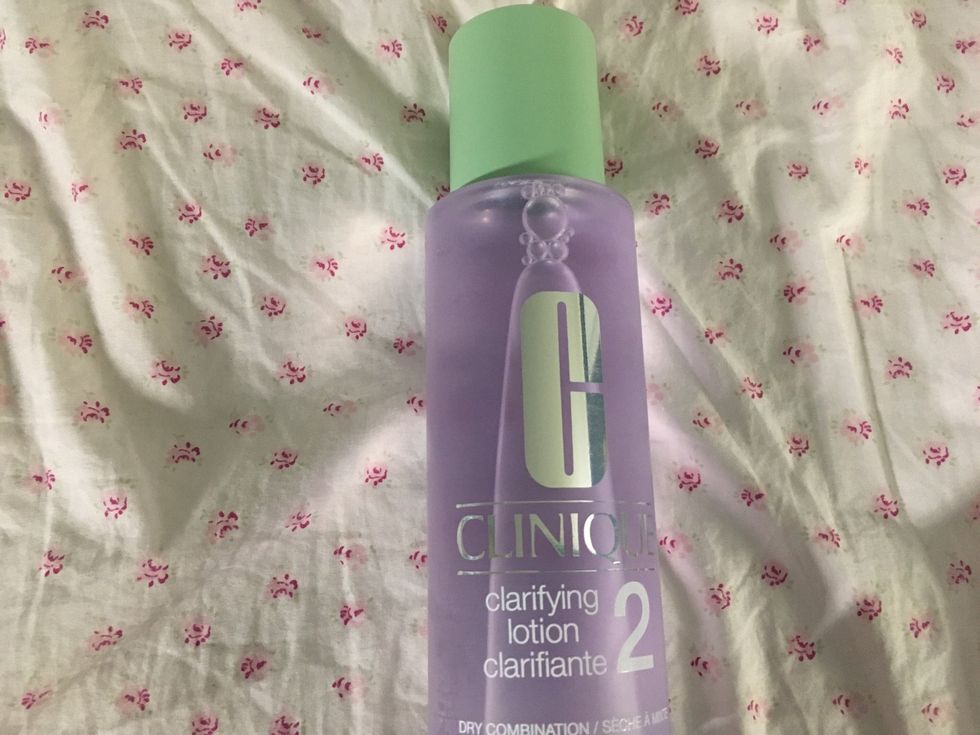 C
CLINIQUE
clarifying
lotion
clarifiante 2
DRY COMBINATION / SÈCHE À MIXTE